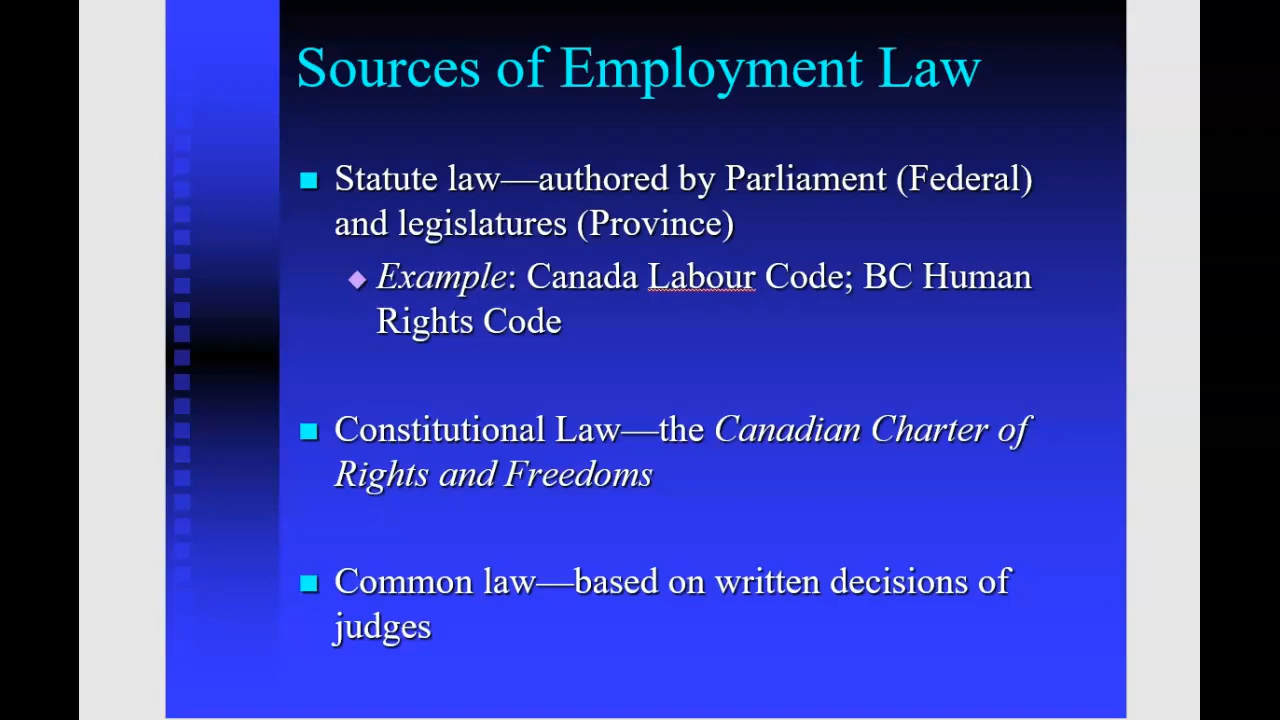 Sources of Employment Law
Statute law—authored by Parliament (Federal)
and legislatures (Province)
Example: Canada Labour Code; BC Human
Rights Code
Constitutional Law—the Canadian Charter of
Rights and Freedoms
Common law—based on written decisions of
judges